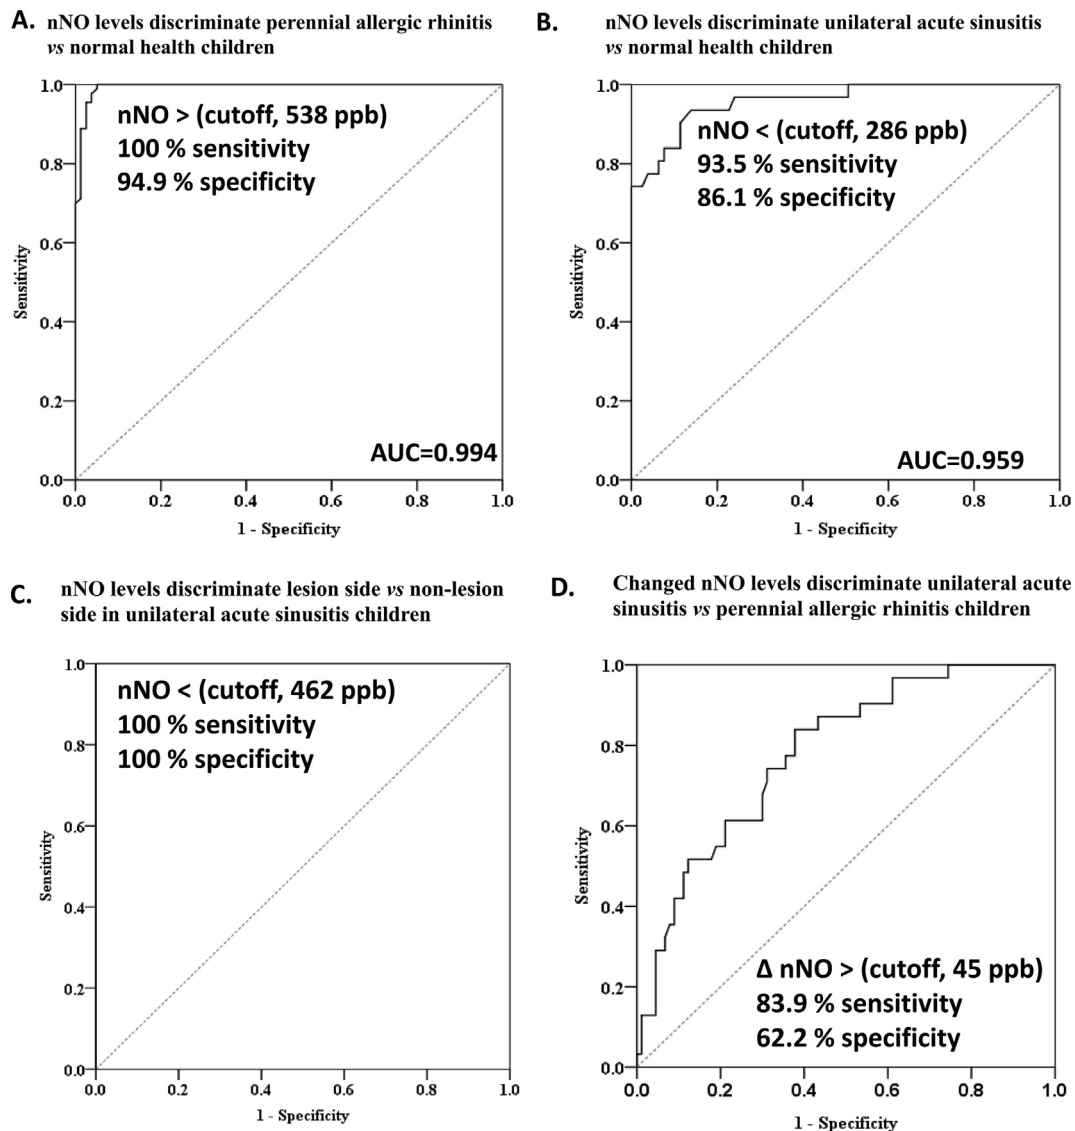 A. nNO levels discriminate perennial allergic rhinitis
vs normal health children
nNO > (cutoff, 538 ppb)
100 % sensitivity
94.9 % specificity
AUC=0.994
1.0
0.8
0.6
0.4
0.2
0.0
Sensitivity
0.0 0.2 0.4 0.6 0.8 1.0
1 - Specificity
B. nNO levels discriminate unilateral acute sinusitis
vs normal health children
nNO < (cutoff, 286 ppb)
93.5 % sensitivity
86.1 % specificity
AUC=0.959
1.0
0.8
0.6
0.4
0.2
0.0
Sensitivity
0.0 0.2 0.4 0.6 0.8 1.0
1 - Specificity
C. nNO levels discriminate lesion side vs non-lesion
side in unilateral acute sinusitis children
nNO < (cutoff, 462 ppb)
100 % sensitivity
100 % specificity
1.0
0.8
0.6
0.4
0.2
0.0
Sensitivity
0.0 0.2 0.4 0.6 0.8 1.0
1 - Specificity
D. Changed nNO levels discriminate unilateral acute
sinusitis vs perennial allergic rhinitis children
Δ nNO > (cutoff, 45 ppb)
83.9 % sensitivity
62.2 % specificity
1.0
0.8
0.6
0.4
0.2
0.0
Sensitivity
0.0 0.2 0.4 0.6 0.8 1.0
1 - Specificity